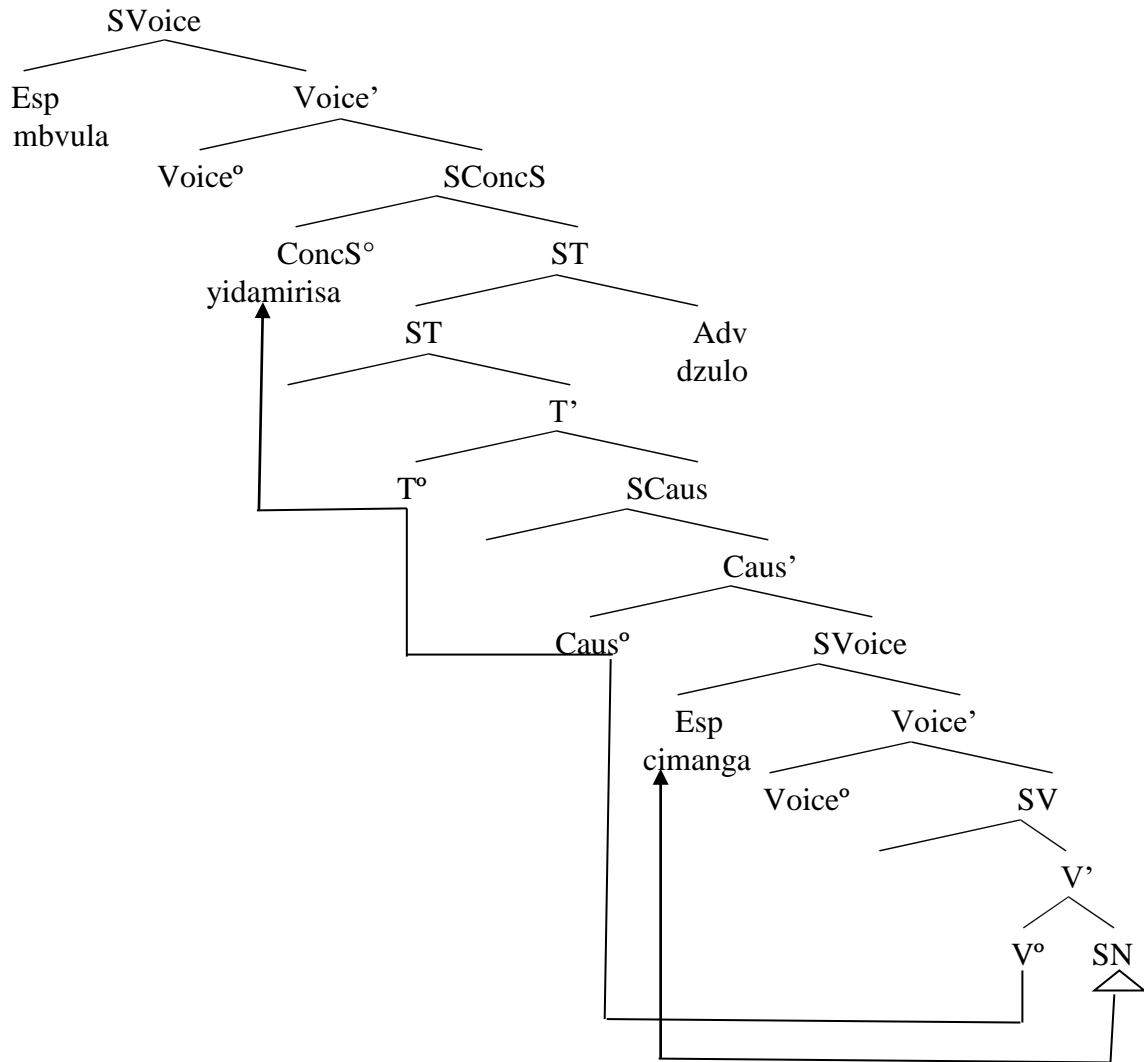 SVoice
Esp Voice’
mbvula
Voiceº SConcS
ConcS° ST
yidamirisa
ST Adv
dzulo
T’
Tº SCaus
Caus’
Causº SVoice
Esp Voice’
cimanga
Voiceº SV
V’
Vº SN